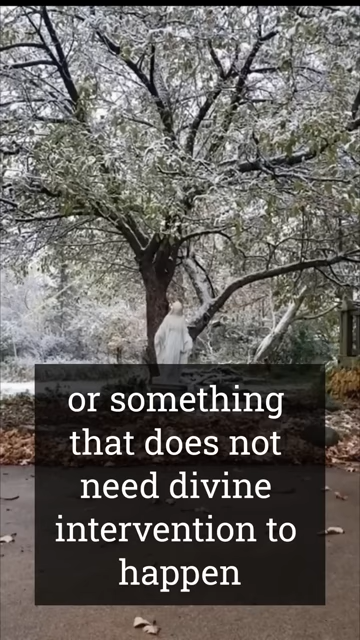 or something
that does not
need divine
intervention to
happen